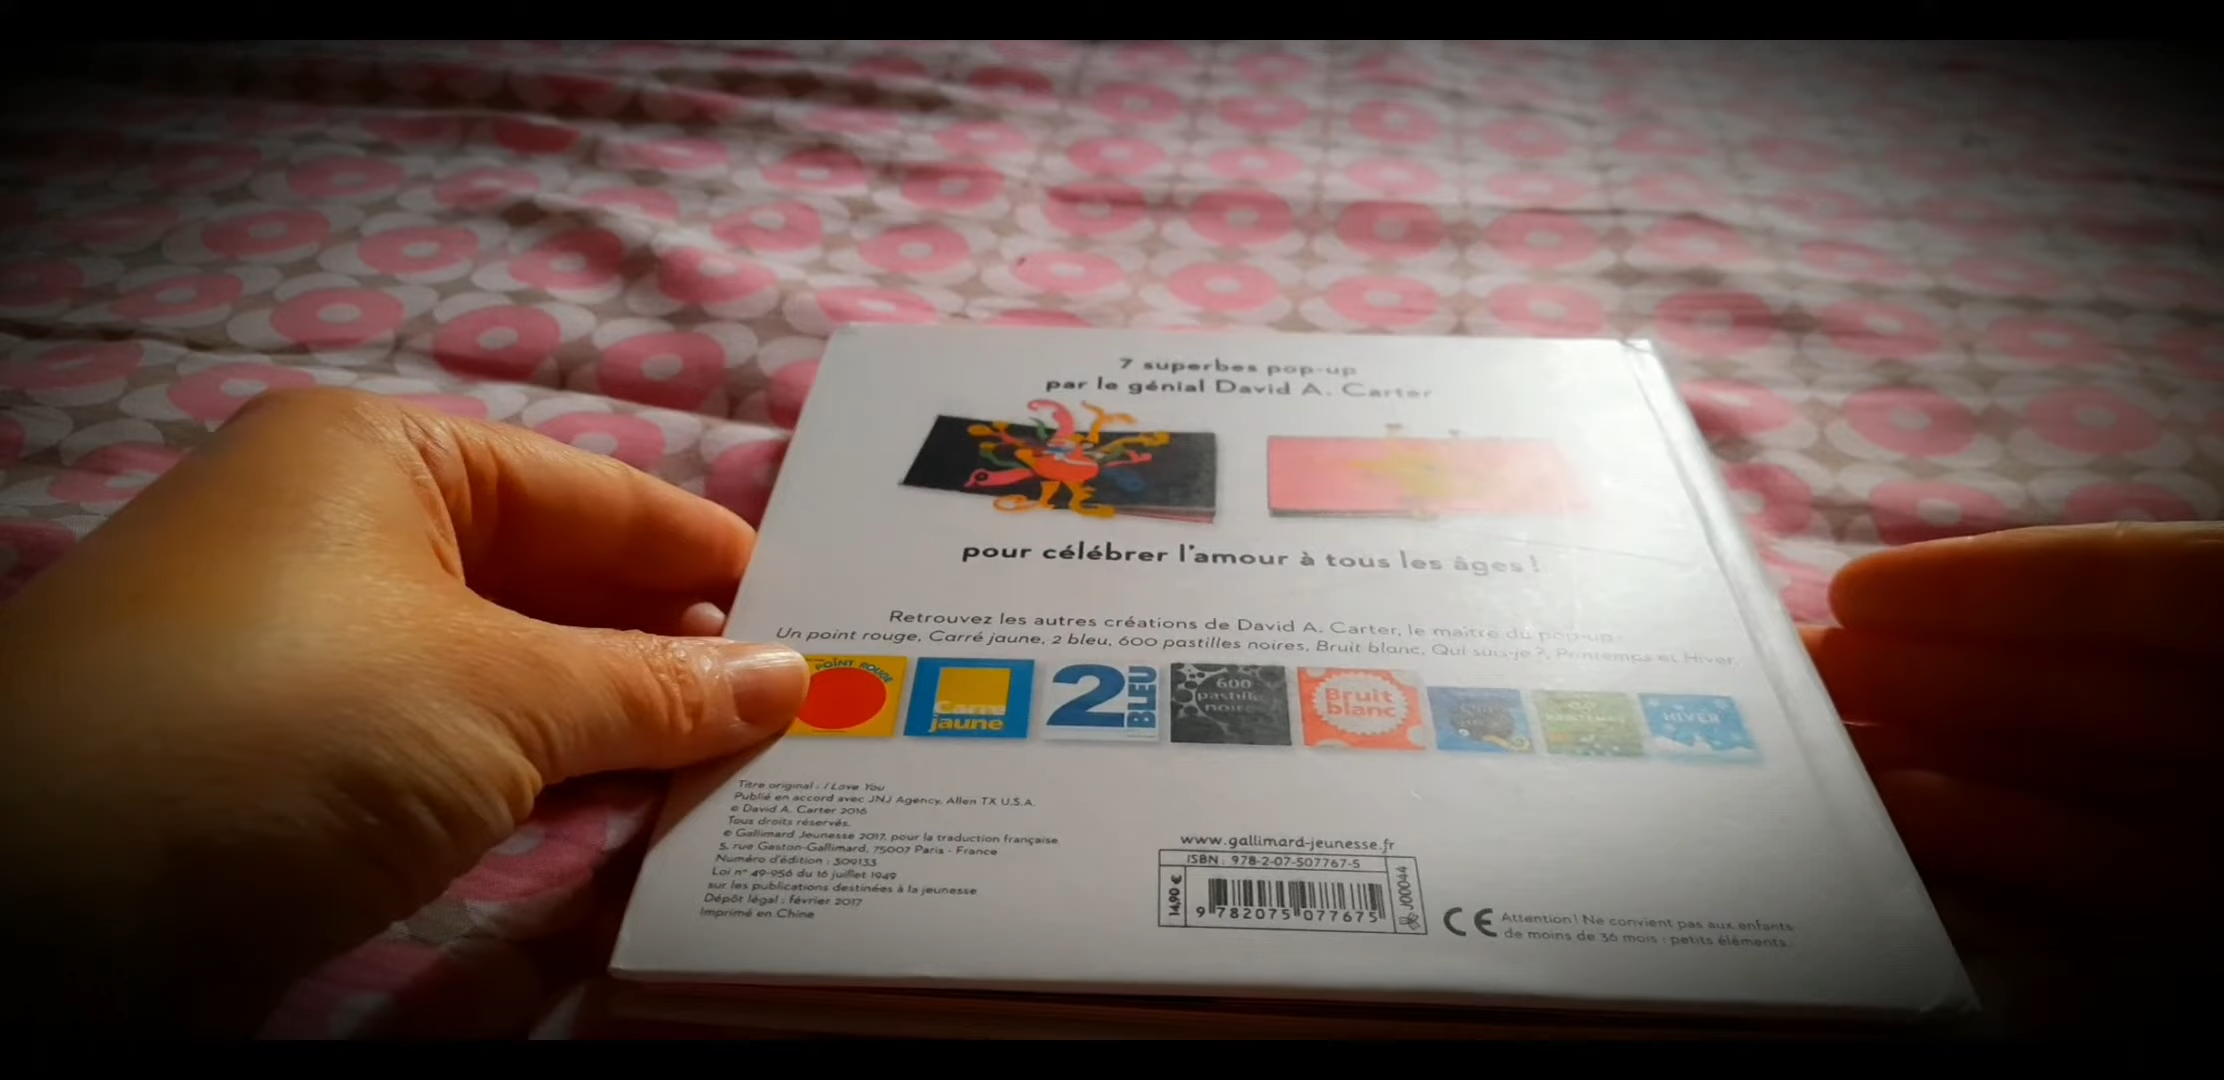 7 superbes pop-up
par le génial David A. Carter
pour célébrer l'amour à tous les âges !
Retrouvez les autres créations de David A. Carter, le maître du pop-up :
Un point rouge, Carré jaune, 2 bleu, 600 pastilles noires, Bruit blanc, Qui suis-je ?, Printemps et Hiver.
POINT ROUGE
Carré
jaune
2
BLEU
600
pastilles
noires
Bruit
blanc
HIVER
Titre original : I Love You
Publié en accord avec JNJ Agency, Allen TX U.S.A.
© David A. Carter 2016
Tous droits réservés.
© Gallimard Jeunesse 2017, pour la traduction française
5, rue Gaston-Gallimard, 75007 Paris - France
Numéro d'édition : 309133
Loi n° 49-956 du 16 juillet 1949
sur les publications destinées à la jeunesse
Dépôt légal : février 2017
Imprimé en Chine
www.gallimard-jeunesse.fr
ISBN : 978-2-07-507767-5
14,90 €
9 782075 077675
J00044
CE
Attention ! Ne convient pas aux enfants
de moins de 36 mois : petits éléments.